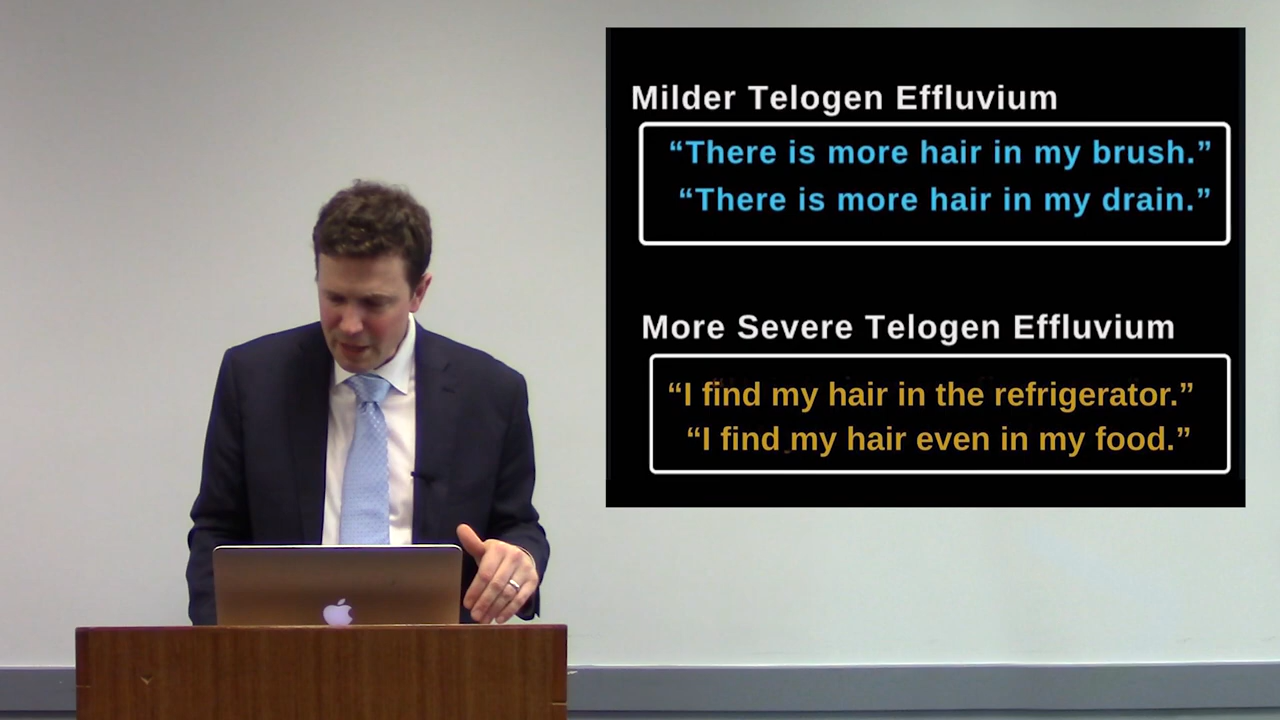 Milder Telogen Effluvium
“There is more hair in my brush.”
“There is more hair in my drain.”
More Severe Telogen Effluvium
“I find my hair in the refrigerator.”
“I find my hair even in my food.”